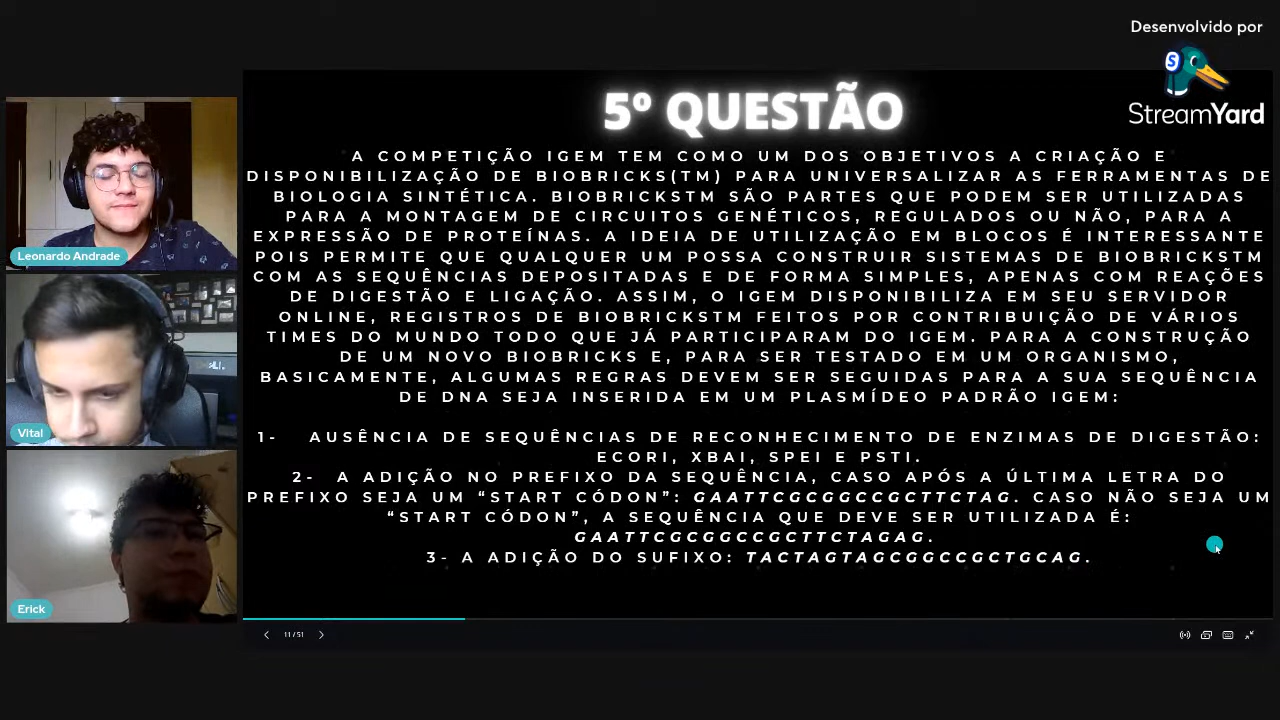 Desenvolvido por
StreamYard
5º QUESTÃO
A COMPETIÇÃO IGEM TEM COMO UM DOS OBJETIVOS A CRIAÇÃO E
DISPONIBILIZAÇÃO DE BIOBRICKS(TM) PARA UNIVERSALIZAR AS FERRAMENTAS DE
BIOLOGIA SINTÉTICA. BIOBRICKSTM SÃO PARTES QUE PODEM SER UTILIZADAS
PARA A MONTAGEM DE CIRCUITOS GENÉTICOS, REGULADOS OU NÃO, PARA A
EXPRESSÃO DE PROTEÍNAS. A IDEIA DE UTILIZAÇÃO EM BLOCOS É INTERESSANTE
POIS PERMITE QUE QUALQUER UM POSSA CONSTRUIR SISTEMAS DE BIOBRICKSTM
COM AS SEQUÊNCIAS DEPOSITADAS E DE FORMA SIMPLES, APENAS COM REAÇÕES
DE DIGESTÃO E LIGAÇÃO. ASSIM, O IGEM DISPONIBILIZA EM SEU SERVIDOR
ONLINE, REGISTROS DE BIOBRICKSTM FEITOS POR CONTRIBUIÇÃO DE VÁRIOS
TIMES DO MUNDO TODO QUE JÁ PARTICIPARAM DO IGEM. PARA A CONSTRUÇÃO
DE UM NOVO BIOBRICKS E, PARA SER TESTADO EM UM ORGANISMO,
BASICAMENTE, ALGUMAS REGRAS DEVEM SER SEGUIDAS PARA A SUA SEQUÊNCIA
DE DNA SEJA INSERIDA EM UM PLASMÍDEO PADRÃO IGEM:
1- AUSÊNCIA DE SEQUÊNCIAS DE RECONHECIMENTO DE ENZIMAS DE DIGESTÃO:
ECORI, XBAI, SPEI E PSTI.
2- A ADIÇÃO NO PREFIXO DA SEQUÊNCIA, CASO APÓS A ÚLTIMA LETRA DO
PREFIXO SEJA UM “START CÓDON”: GAATTCGCGGCCGCTTCTAG. CASO NÃO SEJA UM
“START CÓDON”, A SEQUÊNCIA QUE DEVE SER UTILIZADA É:
GAATTCGCGGCCGCTTCTAGAG.
3- A ADIÇÃO DO SUFIXO: TACTAGTAGCGGCCGCTGCAG.
Leonardo Andrade
Vital
Erick
11 / 51